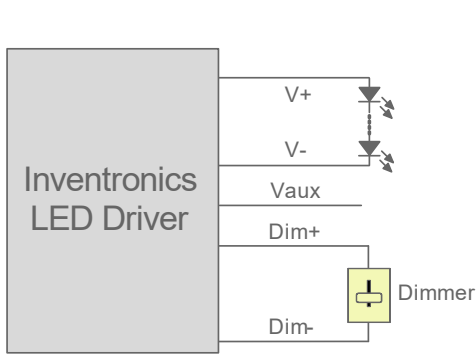 V+
V-
Inventronics
LED Driver
Vaux
Dim+
Dimmer
Dim-